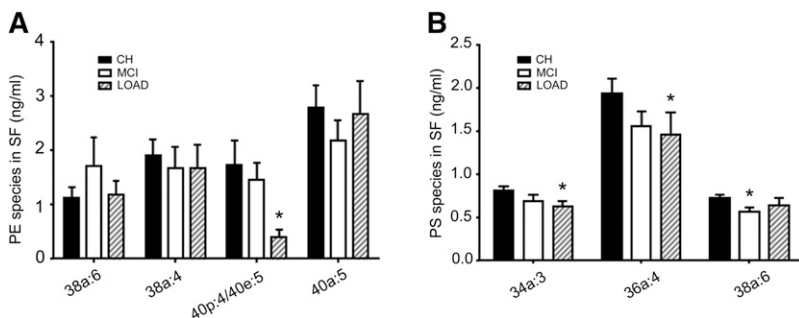 A
PE species in SF (ng/ml)
4
3
2
1
0
CH
MCI
LOAD
*
38a:6
38a:4
40p:4/40e:5
40a:5
B
PS species in SF (ng/ml)
2.5
2.0
1.5
1.0
0.5
0.0
CH
MCI
LOAD
*
*
*
34a:3
36a:4
38a:6